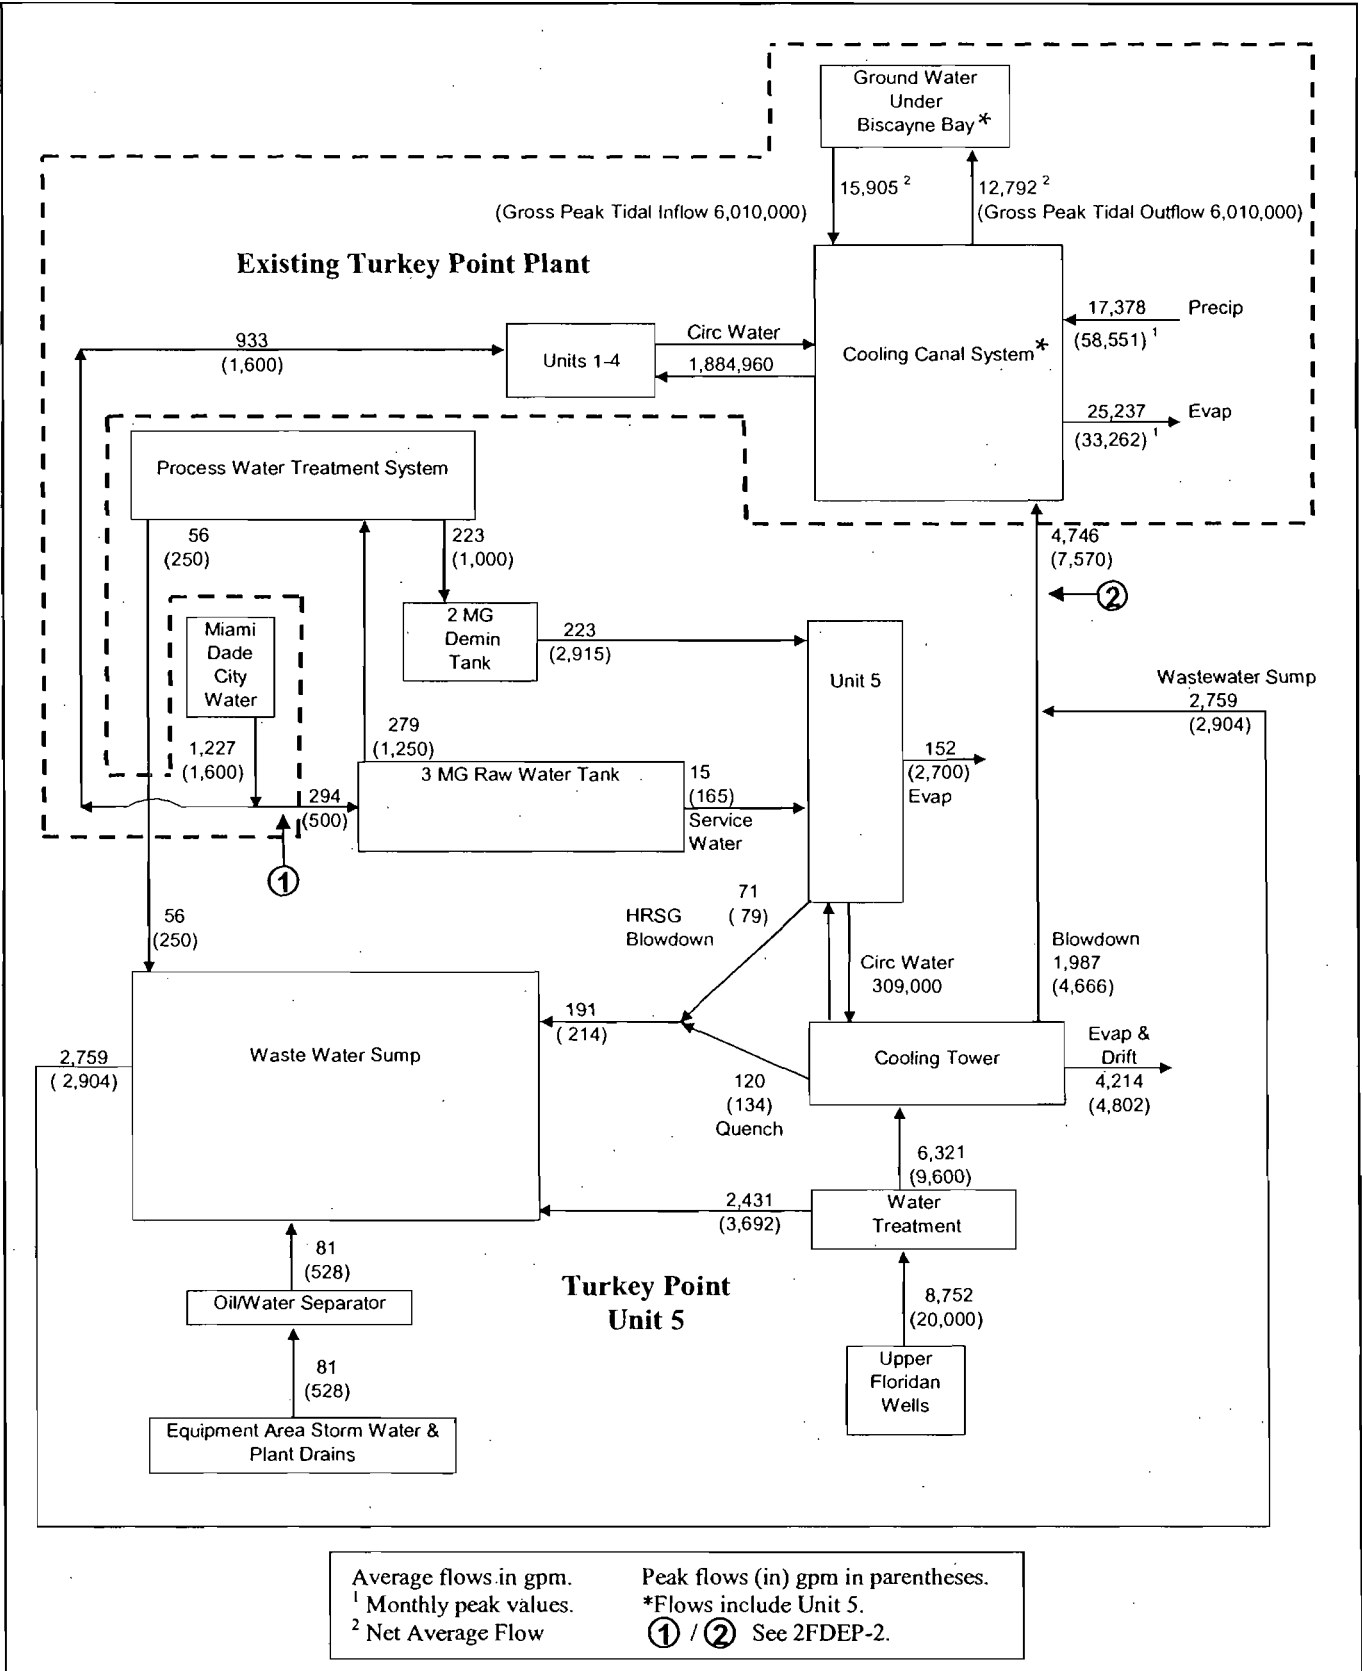 Ground Water
Under
Biscayne Bay*
15,905 2
12,792 2
(Gross Peak Tidal Inflow 6,010,000)
(Gross Peak Tidal Outflow 6,010,000)
Existing Turkey Point Plant
933
(1,600)
Units 1-4
Circ Water
1,884,960
Cooling Canal System*
17,378
(58,551) 1
Precip
25,237
(33,262) 1
Evap
Process Water Treatment System
56
(250)
223
(1,000)
4,746
(7,570)
2
2 MG
Demin
Tank
223
(2,915)
Miami
Dade
City
Water
1,227
(1,600)
279
(1,250)
294
(500)
1
3 MG Raw Water Tank
15
(165)
Service
Water
Unit 5
152
(2,700)
Evap
Wastewater Sump
2,759
(2,904)
56
(250)
HRSG
Blowdown
71
( 79)
Circ Water
309,000
Blowdown
1,987
(4,666)
191
( 214)
Waste Water Sump
2,759
( 2,904)
Cooling Tower
Evap &
Drift
4,214
(4,802)
120
(134)
Quench
6,321
(9,600)
2,431
(3,692)
Water
Treatment
81
(528)
Oil/Water Separator
Turkey Point
Unit 5
8,752
(20,000)
81
(528)
Upper
Floridan
Wells
Equipment Area Storm Water &
Plant Drains
Average flows in gpm.
Peak flows (in) gpm in parentheses.
1 Monthly peak values.
*Flows include Unit 5.
2 Net Average Flow
1 / 2 See 2FDEP-2.